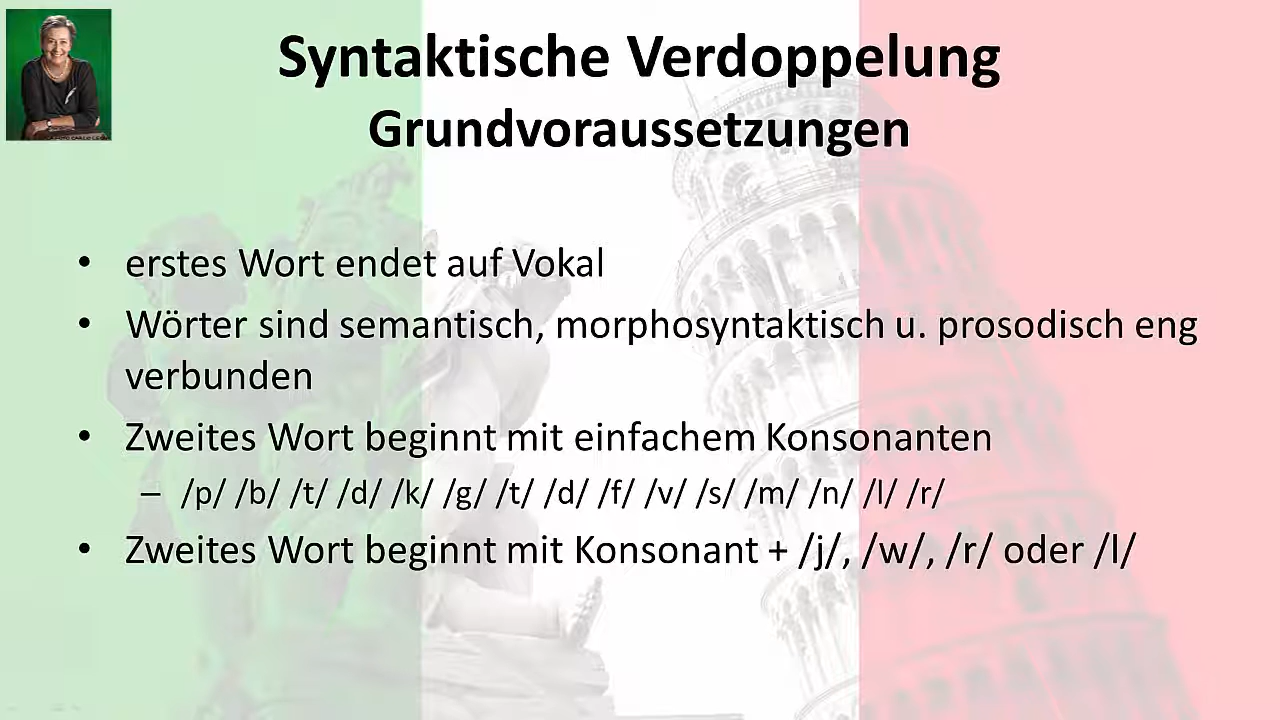 Syntaktische Verdoppelung
Grundvoraussetzungen
• erstes Wort endet auf Vokal
• Wörter sind semantisch, morphosyntaktisch u. prosodisch eng
verbunden
• Zweites Wort beginnt mit einfachem Konsonanten
– /p/ /b/ /t/ /d/ /k/ /g/ /t/ /d/ /f/ /v/ /s/ /m/ /n/ /l/ /r/
• Zweites Wort beginnt mit Konsonant + /j/, /w/, /r/ oder /l/